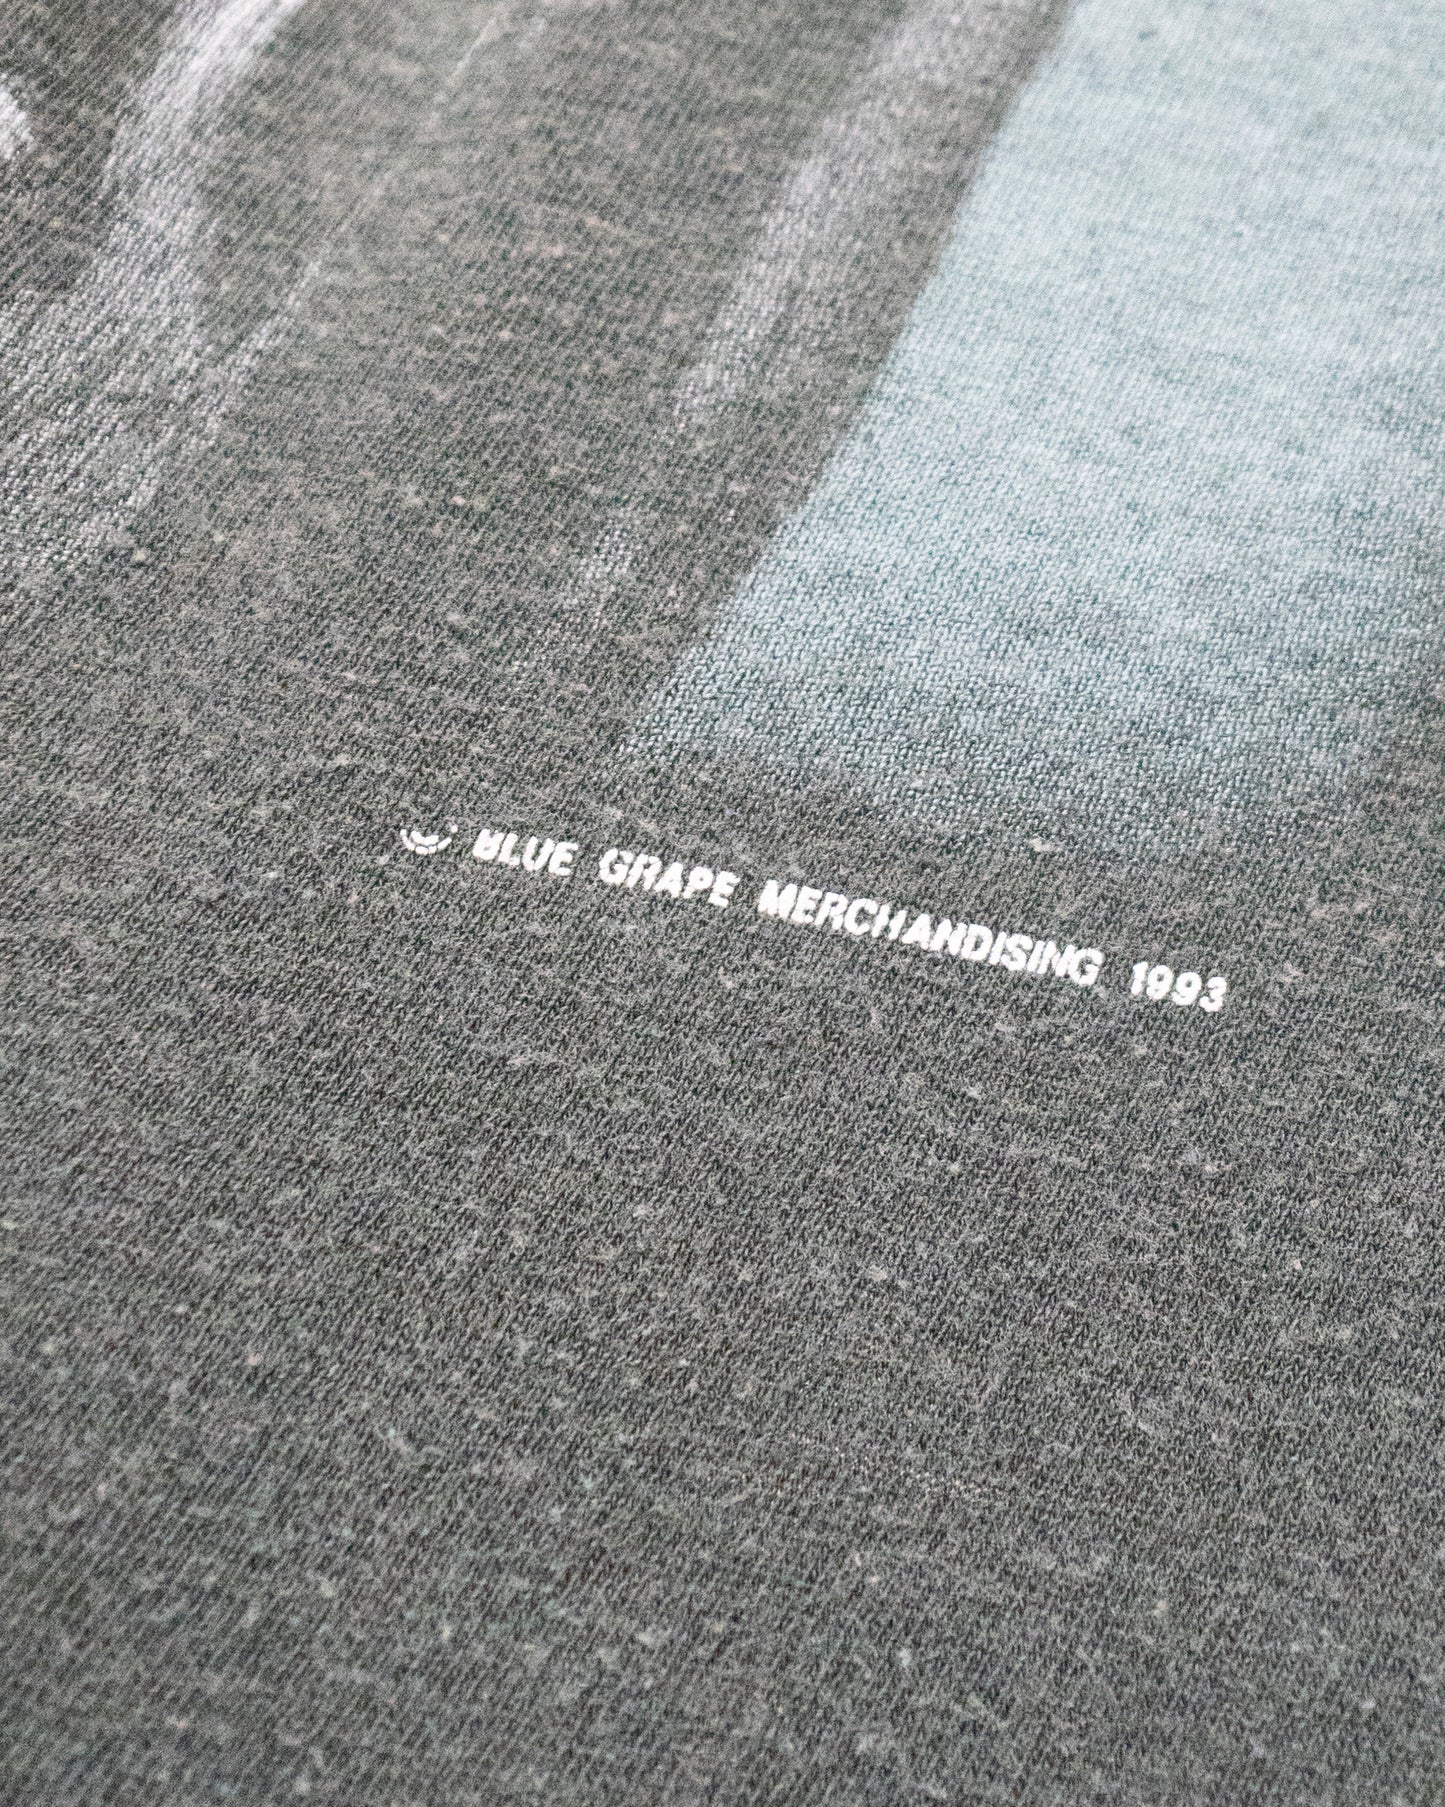 © BLUE GRAPE MERCHANDISING 1993